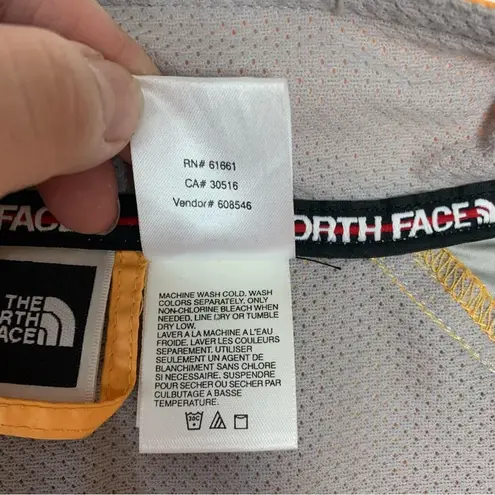 RN# 61661
CA# 30516
Vendor# 608546
FACE
ORTH FACE
THE
NORTH
FACE
MACHINE WASH COLD. WASH
COLORS SEPARATELY. ONLY
NON-CHLORINE BLEACH WHEN
NEEDED. LINE DRY OR TUMBLE
DRY LOW.
LAVER A LA MACHINE A L'EAU
FROIDE. LAVER LES COULEURS
SEPAREMENT. UTILISER
SEULEMENT UN AGENT DE
BLANCHIMENT SANS CHLORE EN
CAS NECESSAIRE. SUSPENDRE
POUR SECHER OU SECHER PAR
CULBUTAGE A BASSE
TEMPERATURE.
30C